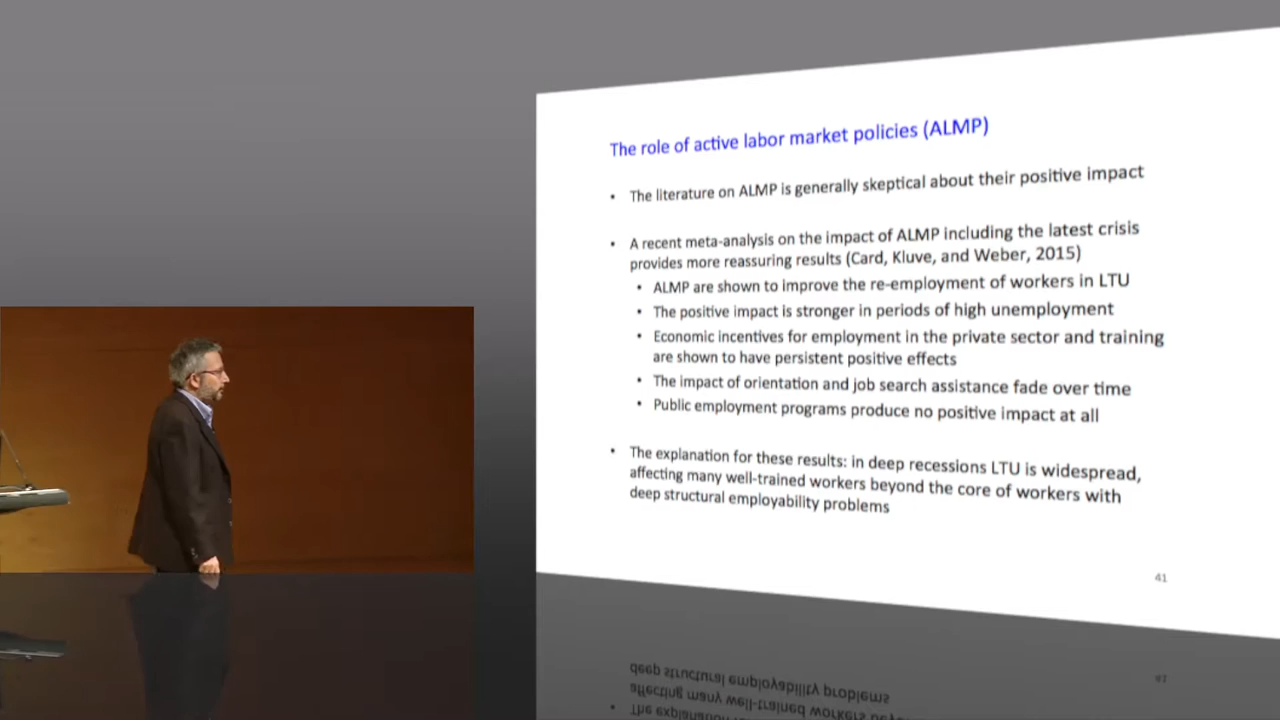 The role of active labor market policies (ALMP)
• The literature on ALMP is generally skeptical about their positive impact
• A recent meta-analysis on the impact of ALMP including the latest crisis
provides more reassuring results (Card, Kluve, and Weber, 2015)
• ALMP are shown to improve the re-employment of workers in LTU
• The positive impact is stronger in periods of high unemployment
• Economic incentives for employment in the private sector and training
are shown to have persistent positive effects
• The impact of orientation and job search assistance fade over time
• Public employment programs produce no positive impact at all
• The explanation for these results: in deep recessions LTU is widespread,
affecting many well-trained workers beyond the core of workers with
deep structural employability problems
41